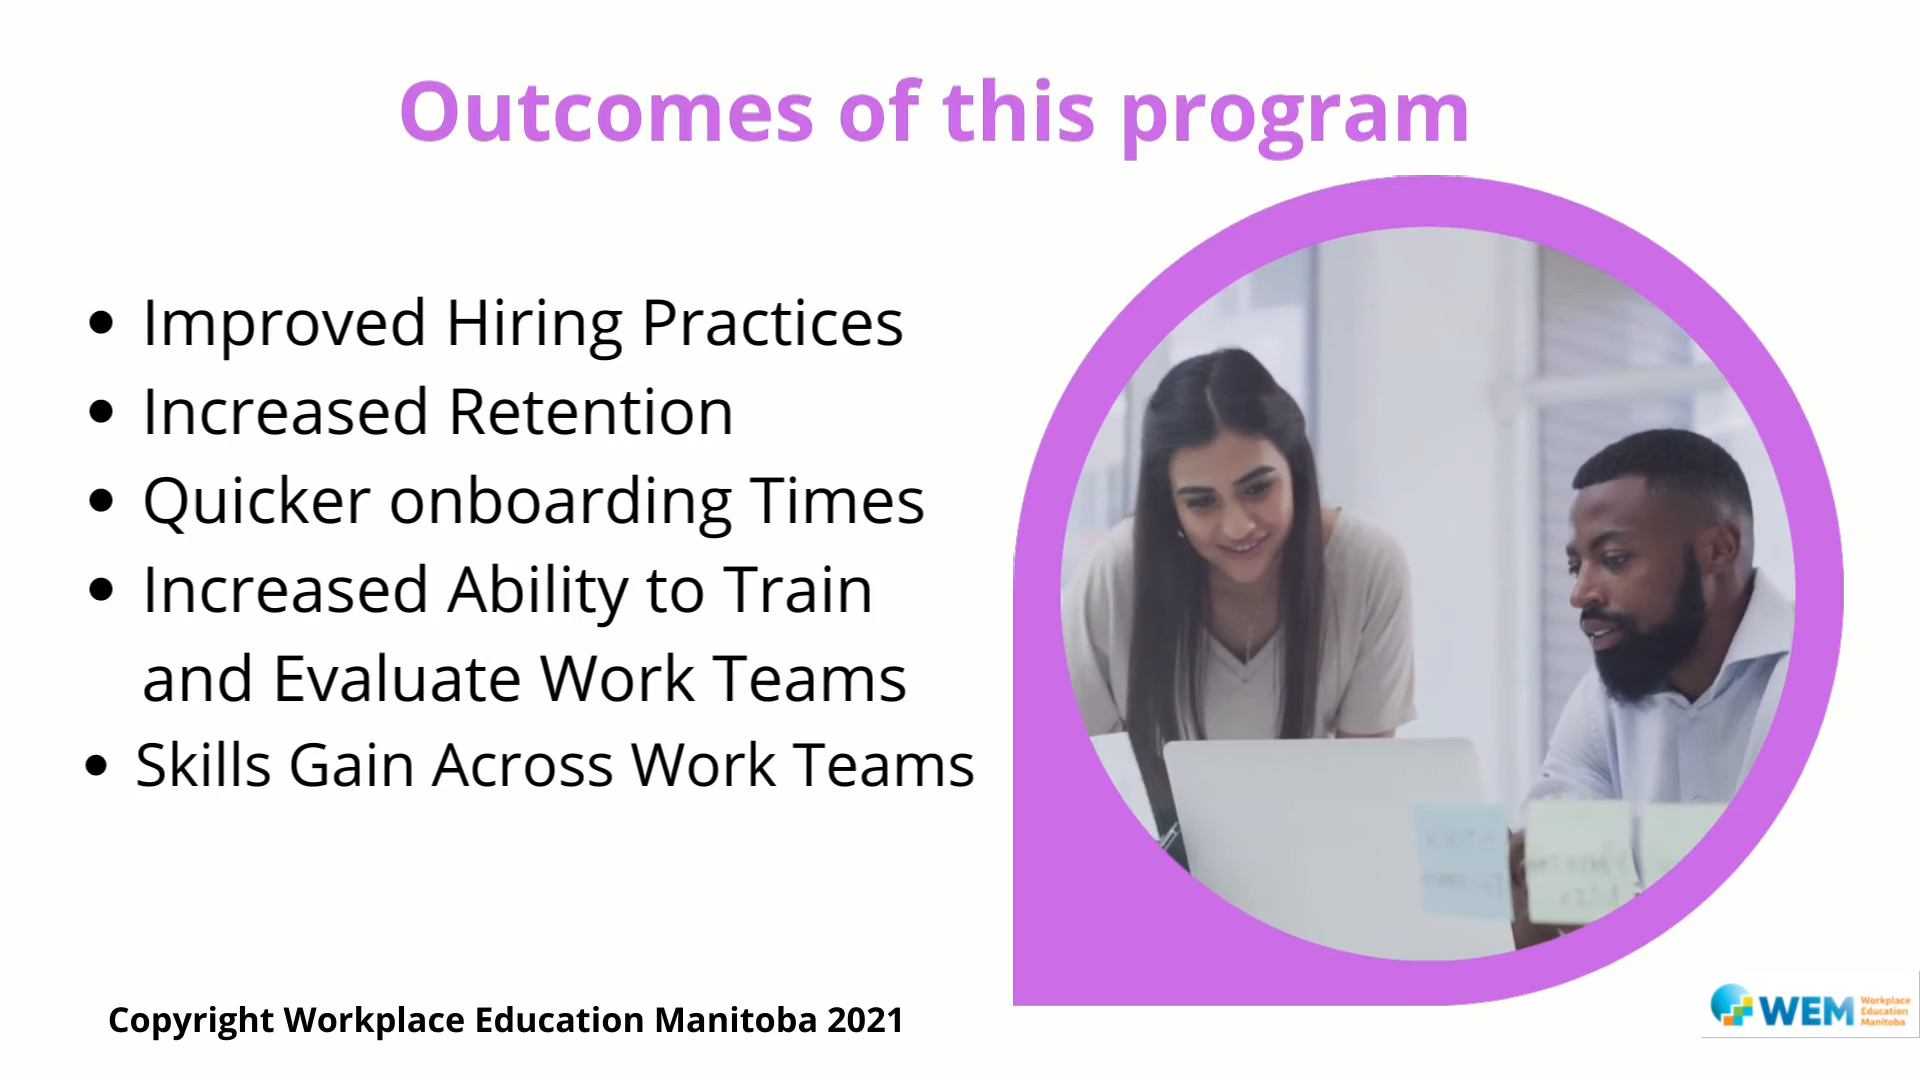 Outcomes of this program
• Improved Hiring Practices
• Increased Retention
• Quicker onboarding Times
• Increased Ability to Train
and Evaluate Work Teams
• Skills Gain Across Work Teams
Copyright Workplace Education Manitoba 2021
WEM
Workplace
Education
Manitoba